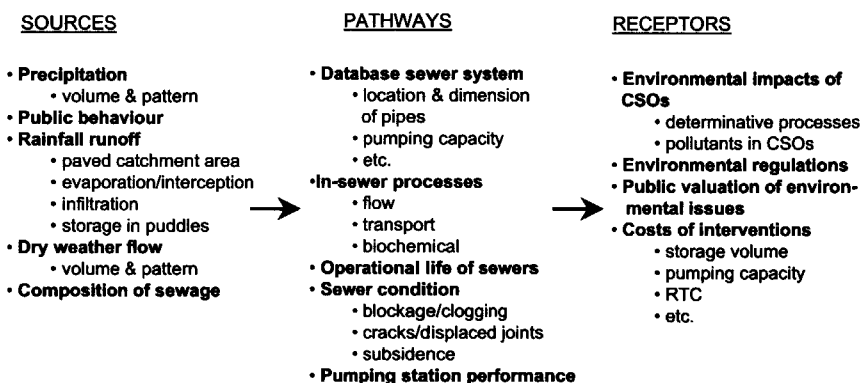 SOURCES
• Precipitation
• volume & pattern
• Public behaviour
• Rainfall runoff
• paved catchment area
• evaporation/interception
• infiltration
• storage in puddles
• Dry weather flow
• volume & pattern
• Composition of sewage
PATHWAYS
• Database sewer system
• location & dimension
of pipes
• pumping capacity
• etc.
•In-sewer processes
• flow
• transport
• biochemical
• Operational life of sewers
• Sewer condition
• blockage/clogging
• cracks/displaced joints
• subsidence
• Pumping station performance
RECEPTORS
• Environmental impacts of
CSOs
• determinative processes
• pollutants in CSOs
• Environmental regulations
• Public valuation of environ-
mental issues
• Costs of interventions
• storage volume
• pumping capacity
• RTC
• etc.